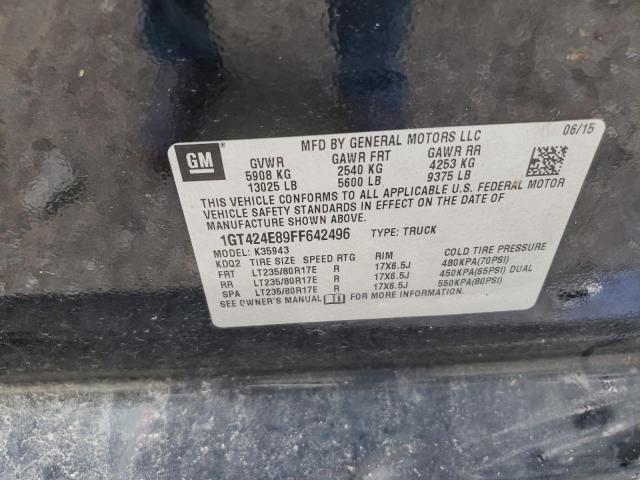 06/15
MFD BY GENERAL MOTORS LLC
GM
GVWR GAWR FRT GAWR RR
5908 KG 2540 KG 4253 KG
13025 LB 5600 LB 9375 LB
THIS VEHICLE CONFORMS TO ALL APPLICABLE U.S. FEDERAL MOTOR
VEHICLE SAFETY STANDARDS IN EFFECT ON THE DATE OF
MANUFACTURE SHOWN ABOVE.
1GT424E89FF642496 TYPE: TRUCK
MODEL: K35943
KDQ2 TIRE SIZE SPEED RTG RIM COLD TIRE PRESSURE
FRT LT235/80R17E R 17X6.5J 480KPA(70PSI)
RR LT235/80R17E R 17X6.5J 450KPA(65PSI) DUAL
SPA LT235/80R17E R 17X6.5J 550KPA(80PSI)
SEE OWNER'S MANUAL FOR MORE INFORMATION.